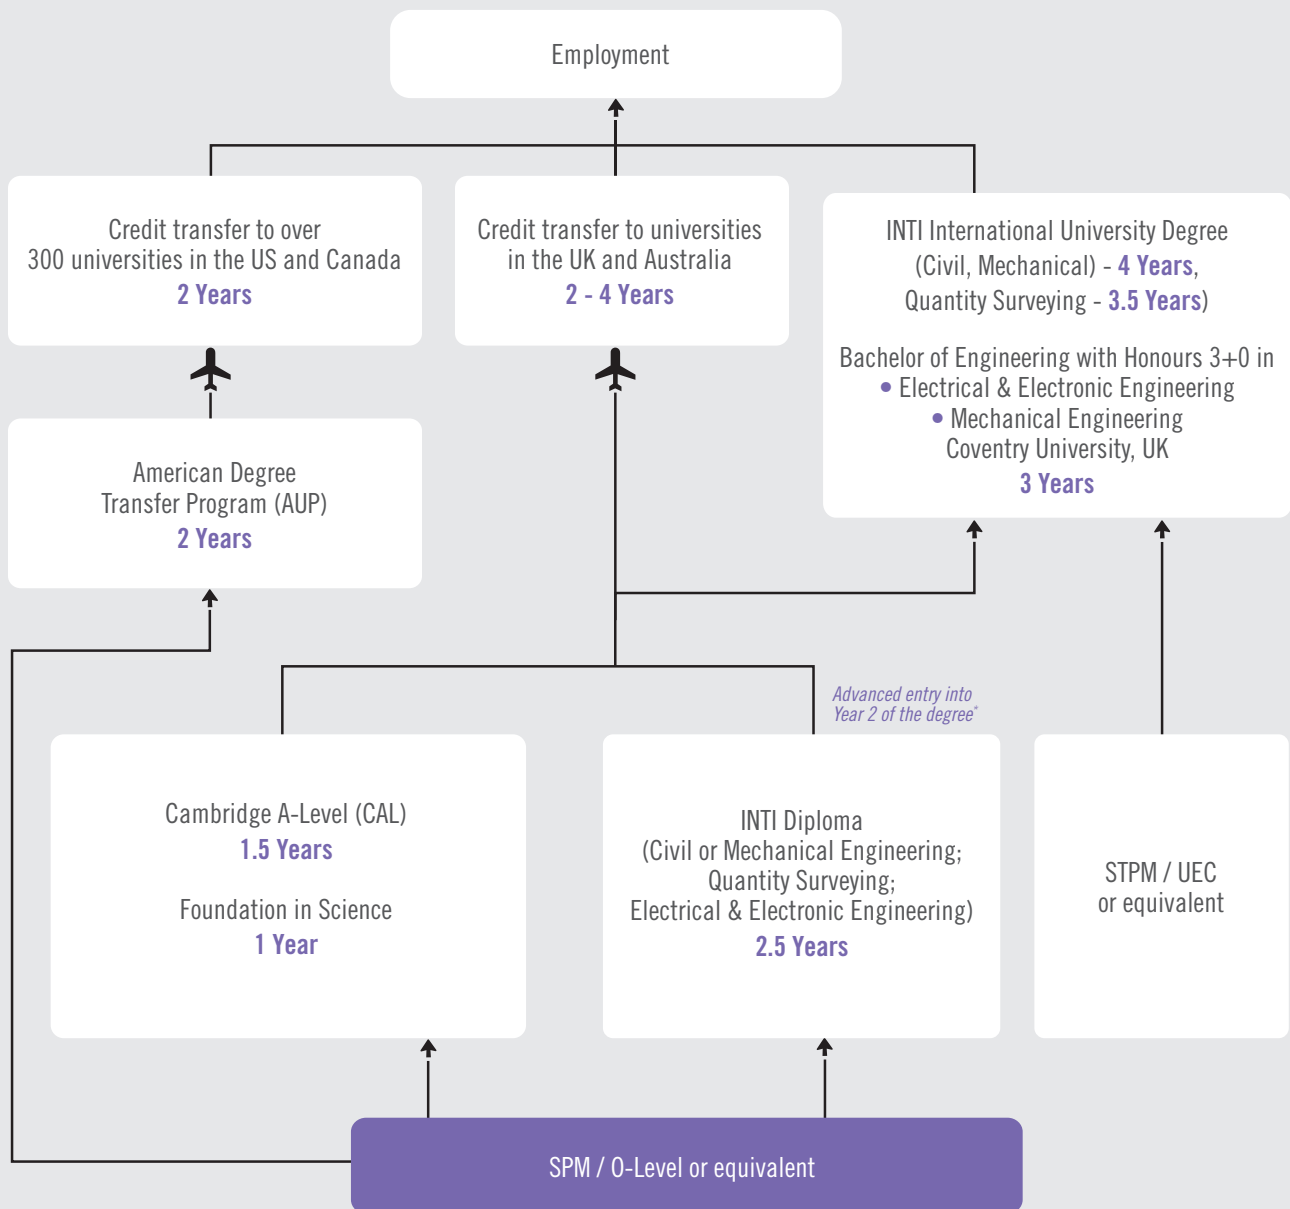 Employment
Credit transfer to over
300 universities in the US and Canada
2 Years
Credit transfer to universities
in the UK and Australia
2 - 4 Years
INTI International University Degree
(Civil, Mechanical) - 4 Years,
Quantity Surveying - 3.5 Years)
Bachelor of Engineering with Honours 3+0 in
• Electrical & Electronic Engineering
• Mechanical Engineering
Coventry University, UK
3 Years
American Degree
Transfer Program (AUP)
2 Years
Advanced entry into
Year 2 of the degree*
Cambridge A-Level (CAL)
1.5 Years
Foundation in Science
1 Year
INTI Diploma
(Civil or Mechanical Engineering;
Quantity Surveying;
Electrical & Electronic Engineering)
2.5 Years
STPM / UEC
or equivalent
SPM / O-Level or equivalent